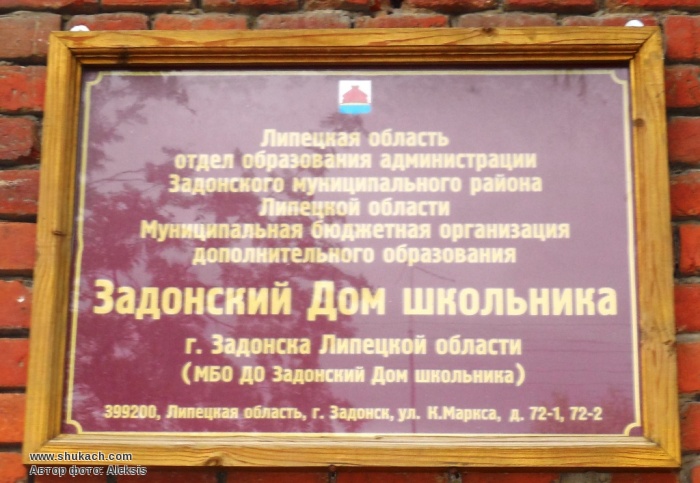 Липецкая область
отдел образования администрации
Задонского муниципального района
Липецкой области
Муниципальная бюджетная организация
дополнительного образования
Задонский Дом школьника
г. Задонска Липецкой области
(МБО ДО Задонский Дом школьника)
399200, Липецкая область, г. Задонск, ул. К.Маркса, д. 72-1, 72-2
www.shukach.com
Автор фото: Aleksis